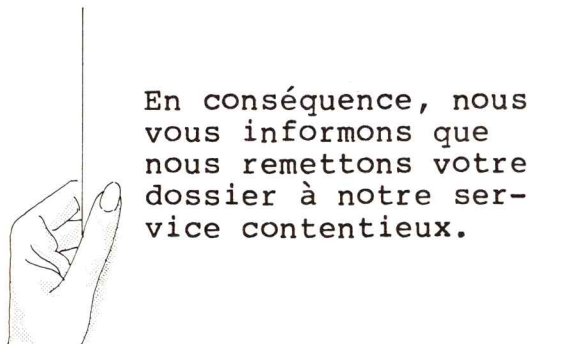 En conséquence, nous
vous informons que
nous remettons votre
dossier à notre ser-
vice contentieux.